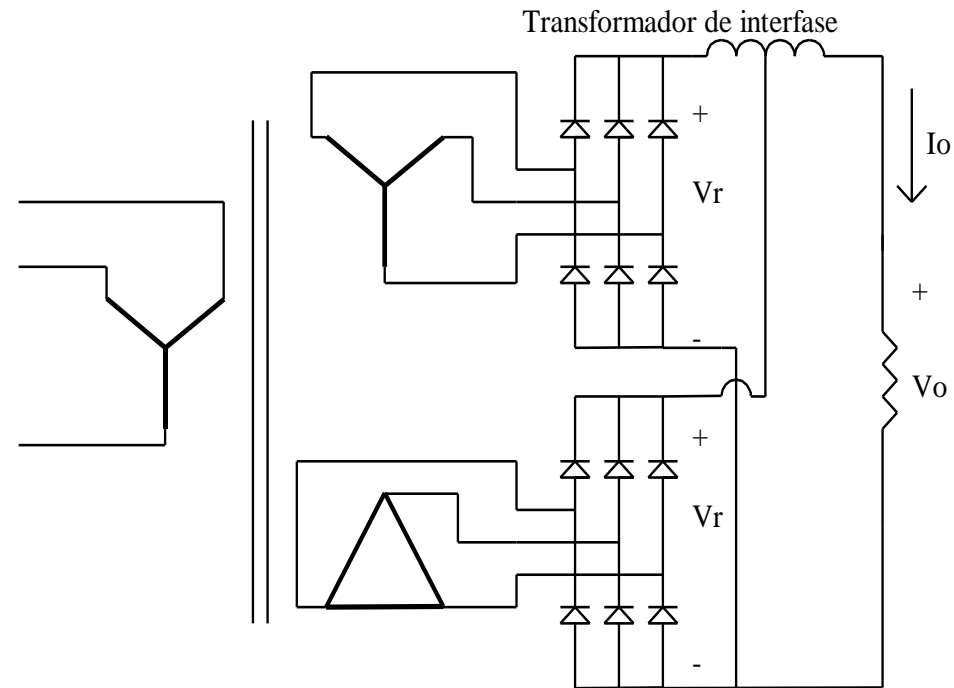 Transformador de interfase
+
Vr
-
Io
+
Vo
+
Vr
-